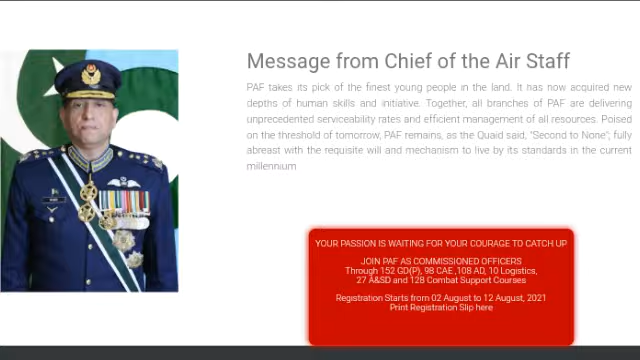 Message from Chief of the Air Staff
PAF takes its pick of the finest young people in the land. It has now acquired new
depths of human skills and initiative. Together, all branches of PAF are delivering
unprecedented serviceability rates and efficient management of all resources. Poised
on the threshold of tomorrow, PAF remains, as the Quaid said, "Second to None"; fully
abreast with the requisite will and mechanism to live by its standards in the current
millennium
YOUR PASSION IS WAITING FOR YOUR COURAGE TO CATCH UP
JOIN PAF AS COMMISSIONED OFFICERS
Through 152 GD(P), 98 CAE ,108 AD, 10 Logistics,
27 A&SD and 128 Combat Support Courses
Registration Starts from 02 August to 12 August, 2021
Print Registration Slip here